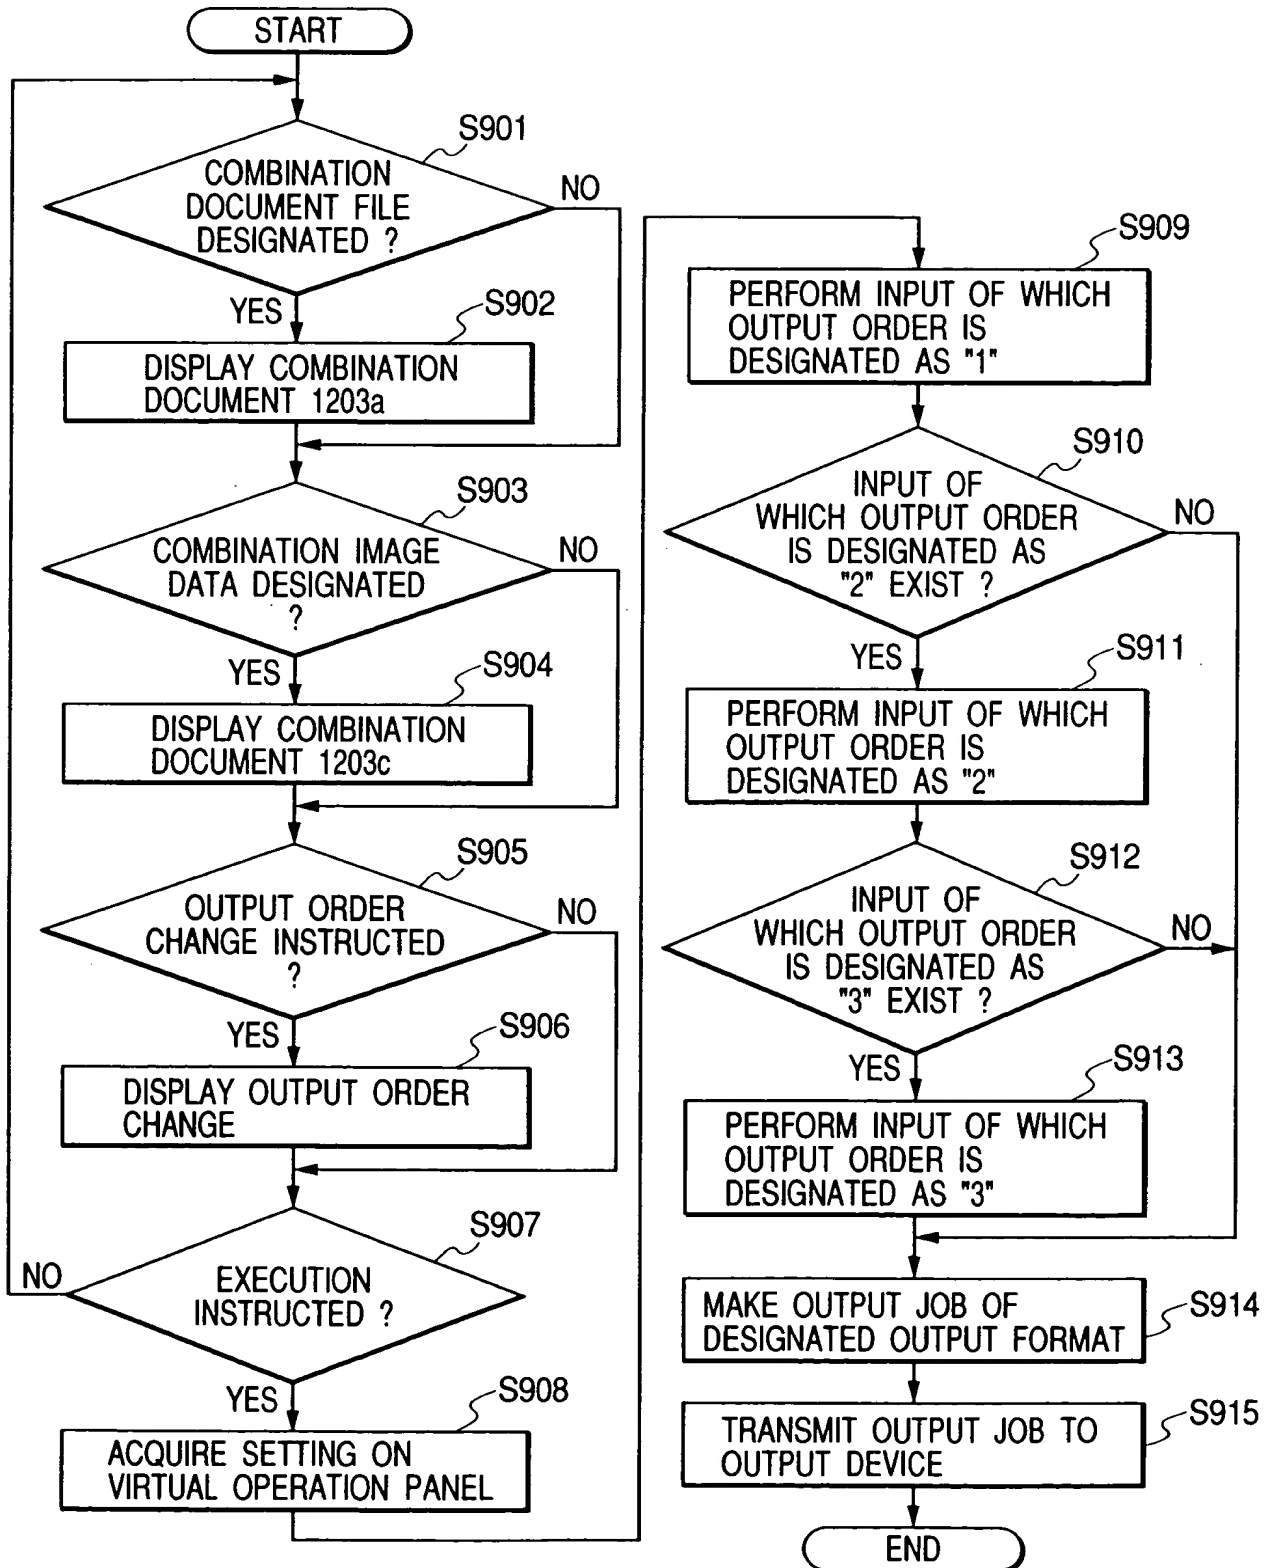 START
S901
COMBINATION
DOCUMENT FILE
DESIGNATED ?
NO
YES
S902
DISPLAY COMBINATION
DOCUMENT 1203a
S903
COMBINATION IMAGE
DATA DESIGNATED
?
NO
YES
S904
DISPLAY COMBINATION
DOCUMENT 1203c
S905
OUTPUT ORDER
CHANGE INSTRUCTED
?
NO
YES
S906
DISPLAY OUTPUT ORDER
CHANGE
S907
EXECUTION
INSTRUCTED ?
NO
YES
S908
ACQUIRE SETTING ON
VIRTUAL OPERATION PANEL
S909
PERFORM INPUT OF WHICH
OUTPUT ORDER IS
DESIGNATED AS "1"
S910
INPUT OF
WHICH OUTPUT ORDER
IS DESIGNATED AS
"2" EXIST ?
NO
YES
S911
PERFORM INPUT OF WHICH
OUTPUT ORDER IS
DESIGNATED AS "2"
S912
INPUT OF
WHICH OUTPUT ORDER
IS DESIGNATED AS
"3" EXIST ?
NO
YES
S913
PERFORM INPUT OF WHICH
OUTPUT ORDER IS
DESIGNATED AS "3"
MAKE OUTPUT JOB OF
DESIGNATED OUTPUT FORMAT
S914
TRANSMIT OUTPUT JOB TO
OUTPUT DEVICE
S915
END